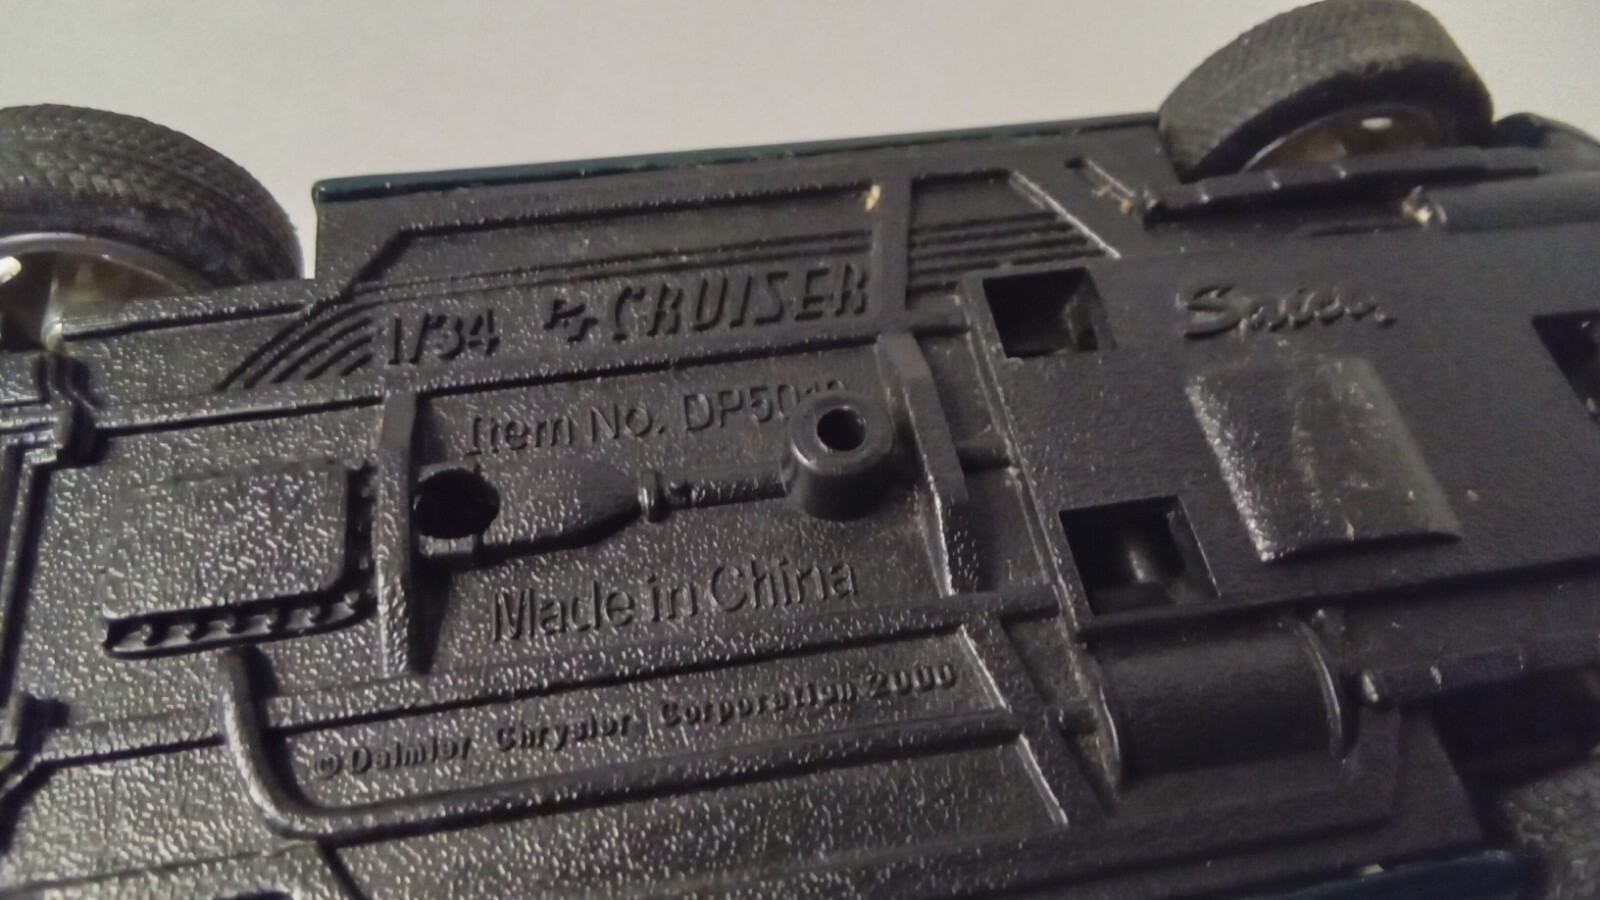 1/34 PT CRUISER
Item No.
Made in China
© Daimler Chrysler Corporation 2000